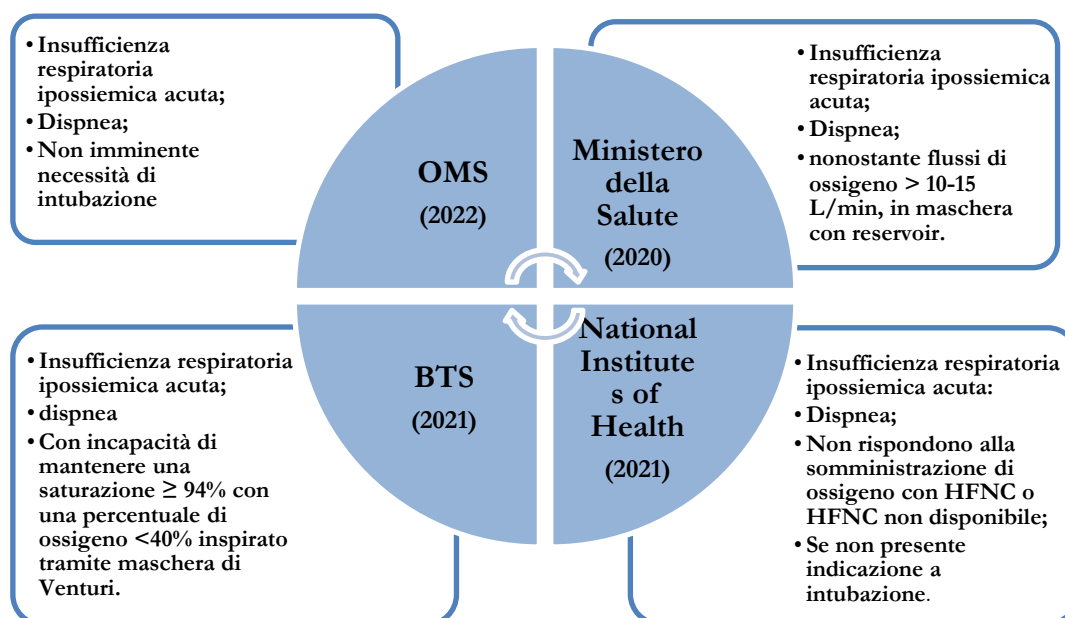 • Insufficienza
respiratoria
ipossiemica acuta;
• Dispnea;
• Non imminente
necessità di
intubazione
OMS
(2022)
Ministero
della
Salute
(2020)
• Insufficienza
respiratoria ipossiemica
acuta;
• Dispnea;
• nonostante flussi di
ossigeno > 10-15
L/min, in maschera
con reservoir.
• Insufficienza respiratoria
ipossiemica acuta;
• dispnea
• Con incapacità di
mantenere una
saturazione ≥ 94% con
una percentuale di
ossigeno <40% inspirato
tramite maschera di
Venturi.
BTS
(2021)
National
Institute
s of
Health
(2021)
• Insufficienza respiratoria
ipossiemica acuta:
• Dispnea;
• Non rispondono alla
somministrazione di
ossigeno con HFNC o
HFNC non disponibile;
• Se non presente
indicazione a
intubazione.